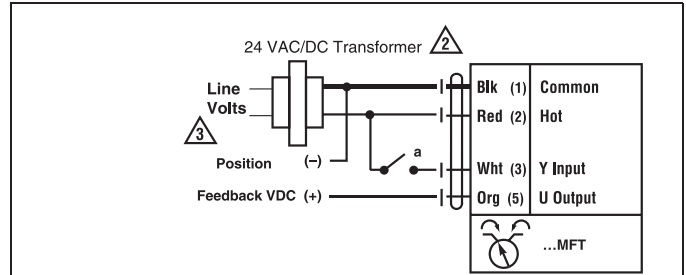 24 VAC/DC Transformer 2
Line
Volts
3
Blk (1) Common
Red (2) Hot
a
Position (–)
Wht (3) Y Input
Feedback VDC (+)
Org (5) U Output
...MFT